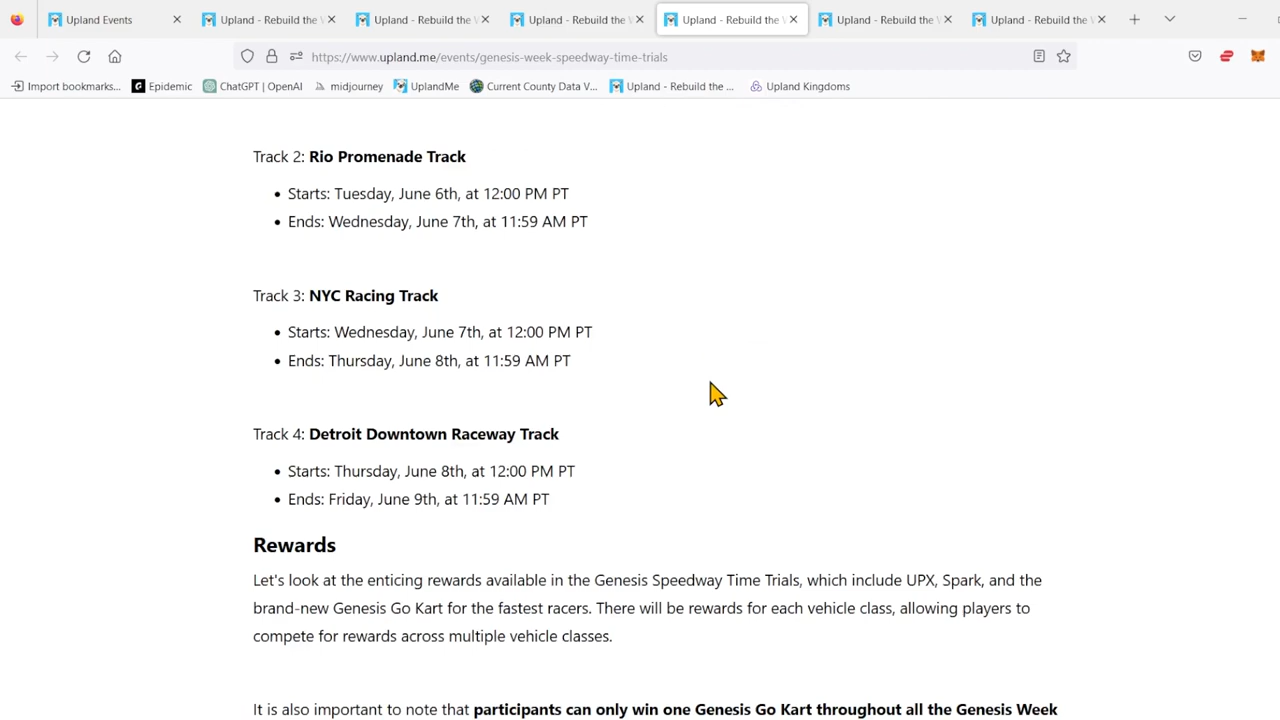 Upland Events
Upland - Rebuild the
Upland - Rebuild the
Upland - Rebuild the
Upland - Rebuild the
Upland - Rebuild the
Upland - Rebuild the
https://www.upland.me/events/genesis-week-speedway-time-trials
Import bookmarks...
Epidemic
ChatGPT | OpenAI
midjourney
UplandMe
Current County Data V...
Upland - Rebuild the ...
Upland Kingdoms
Track 2: Rio Promenade Track
• Starts: Tuesday, June 6th, at 12:00 PM PT
• Ends: Wednesday, June 7th, at 11:59 AM PT
Track 3: NYC Racing Track
• Starts: Wednesday, June 7th, at 12:00 PM PT
• Ends: Thursday, June 8th, at 11:59 AM PT
Track 4: Detroit Downtown Raceway Track
• Starts: Thursday, June 8th, at 12:00 PM PT
• Ends: Friday, June 9th, at 11:59 AM PT
Rewards
Let's look at the enticing rewards available in the Genesis Speedway Time Trials, which include UPX, Spark, and the
brand-new Genesis Go Kart for the fastest racers. There will be rewards for each vehicle class, allowing players to
compete for rewards across multiple vehicle classes.
It is also important to note that participants can only win one Genesis Go Kart throughout all the Genesis Week